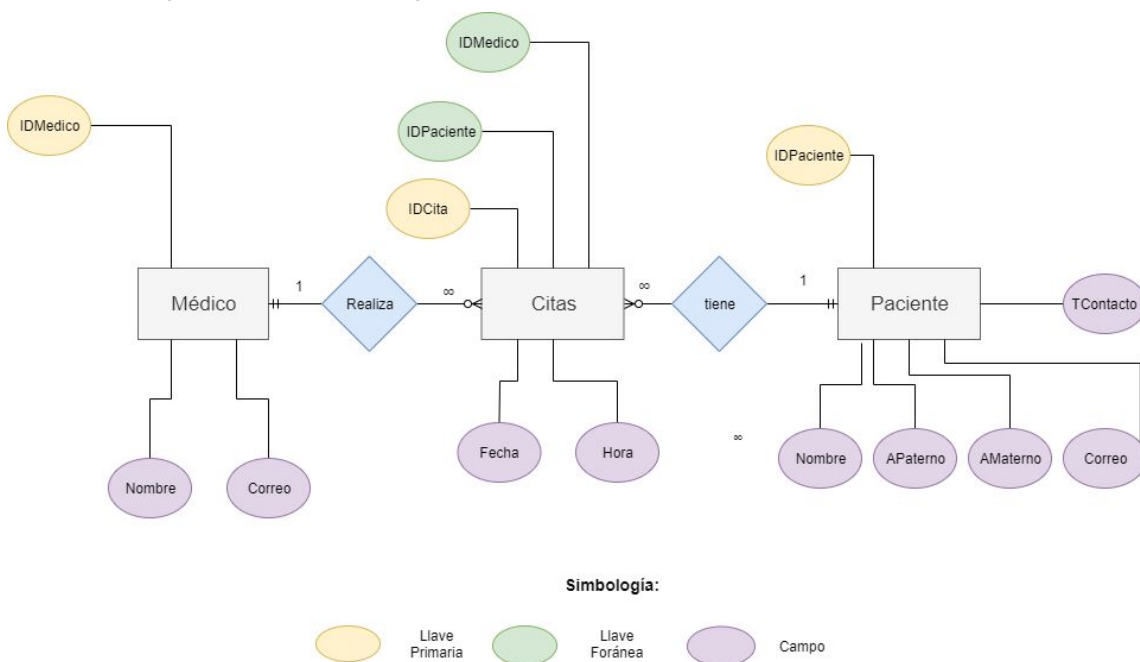 IDMedico
IDMedico
IDPaciente
IDPaciente
IDCita
Médico
1
Realiza
∞
Citas
∞
tiene
1
Paciente
TContacto
Fecha
Hora
∞
Nombre
APaterno
AMaterno
Correo
Nombre
Correo
Simbología:
Llave
Primaria
Llave
Foránea
Campo